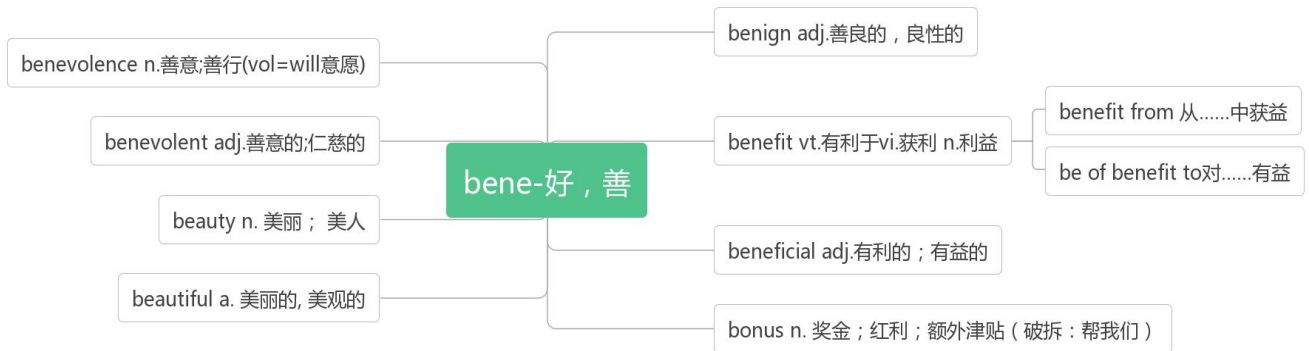 bene-好，善
benevolence n.善意;善行(vol=will意愿)
benevolent adj.善意的;仁慈的
beauty n. 美丽； 美人
beautiful a. 美丽的, 美观的
benign adj.善良的，良性的
benefit vt.有利于vi.获利 n.利益
benefit from 从……中获益
be of benefit to对……有益
beneficial adj.有利的；有益的
bonus n. 奖金；红利；额外津贴（破拆：帮我们）